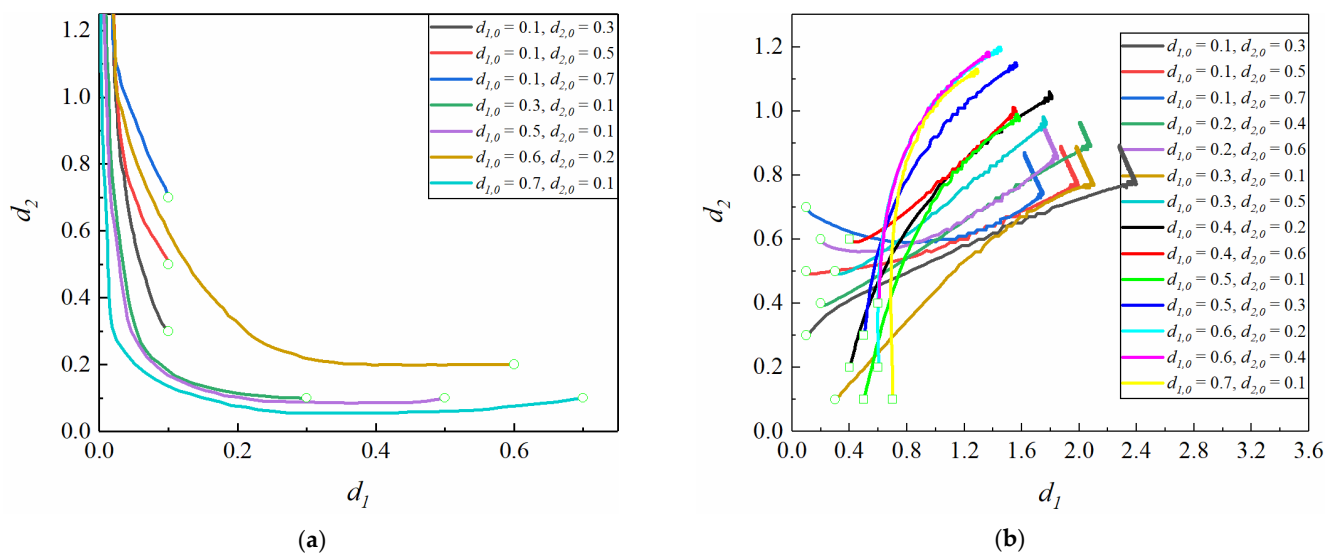 (a)
d₂
1.2
1.0
0.8
0.6
0.4
0.2
0.0
0.0 0.2 0.4 0.6
d₁
d₁,₀ = 0.1, d₂,₀ = 0.3
d₁,₀ = 0.1, d₂,₀ = 0.5
d₁,₀ = 0.1, d₂,₀ = 0.7
d₁,₀ = 0.3, d₂,₀ = 0.1
d₁,₀ = 0.5, d₂,₀ = 0.1
d₁,₀ = 0.6, d₂,₀ = 0.2
d₁,₀ = 0.7, d₂,₀ = 0.1
(b)
d₂
1.2
1.0
0.8
0.6
0.4
0.2
0.0
0.0 0.4 0.8 1.2 1.6 2.0 2.4 2.8 3.2 3.6
d₁
d₁,₀ = 0.1, d₂,₀ = 0.3
d₁,₀ = 0.1, d₂,₀ = 0.5
d₁,₀ = 0.1, d₂,₀ = 0.7
d₁,₀ = 0.2, d₂,₀ = 0.4
d₁,₀ = 0.2, d₂,₀ = 0.6
d₁,₀ = 0.3, d₂,₀ = 0.1
d₁,₀ = 0.3, d₂,₀ = 0.5
d₁,₀ = 0.4, d₂,₀ = 0.2
d₁,₀ = 0.4, d₂,₀ = 0.6
d₁,₀ = 0.5, d₂,₀ = 0.1
d₁,₀ = 0.5, d₂,₀ = 0.3
d₁,₀ = 0.6, d₂,₀ = 0.2
d₁,₀ = 0.6, d₂,₀ = 0.4
d₁,₀ = 0.7, d₂,₀ = 0.1
(a)
(b)